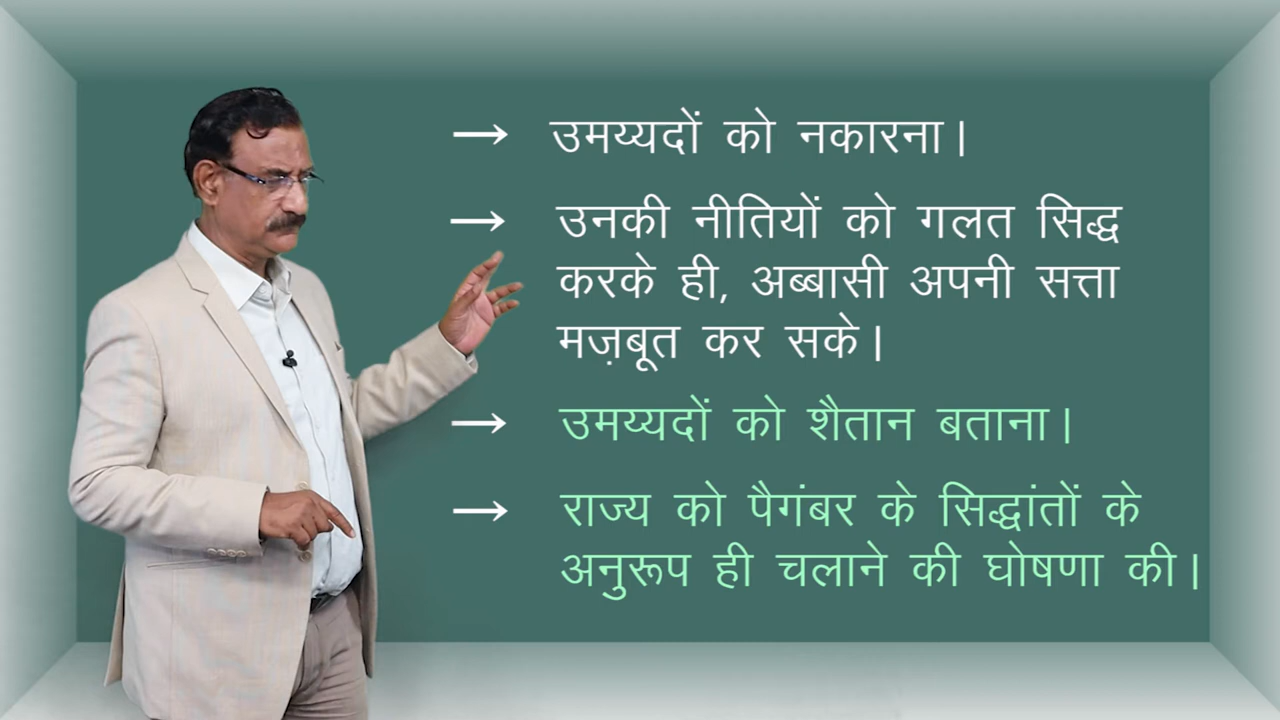 → उमय्यदों को नकारना।
→ उनकी नीतियों को गलत सिद्ध
करके ही, अब्बासी अपनी सत्ता
मज़बूत कर सके।
→ उमय्यदों को शैतान बताना।
→ राज्य को पैगंबर के सिद्धांतों के
अनुरूप ही चलाने की घोषणा की।